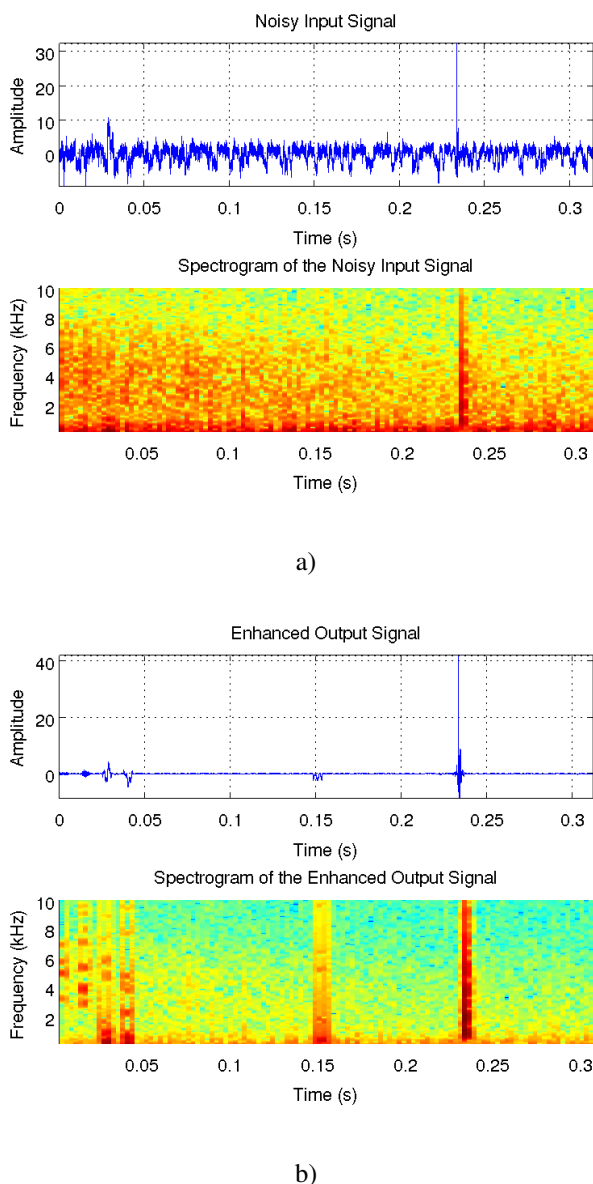 Noisy Input Signal
Amplitude
30
20
10
0
0 0.05 0.1 0.15 0.2 0.25 0.3
Time (s)
Spectrogram of the Noisy Input Signal
Frequency (kHz)
10
8
6
4
2
0.05 0.1 0.15 0.2 0.25 0.3
Time (s)
a)
Enhanced Output Signal
Amplitude
40
20
0
0 0.05 0.1 0.15 0.2 0.25 0.3
Time (s)
Spectrogram of the Enhanced Output Signal
Frequency (kHz)
10
8
6
4
2
0.05 0.1 0.15 0.2 0.25 0.3
Time (s)
b)